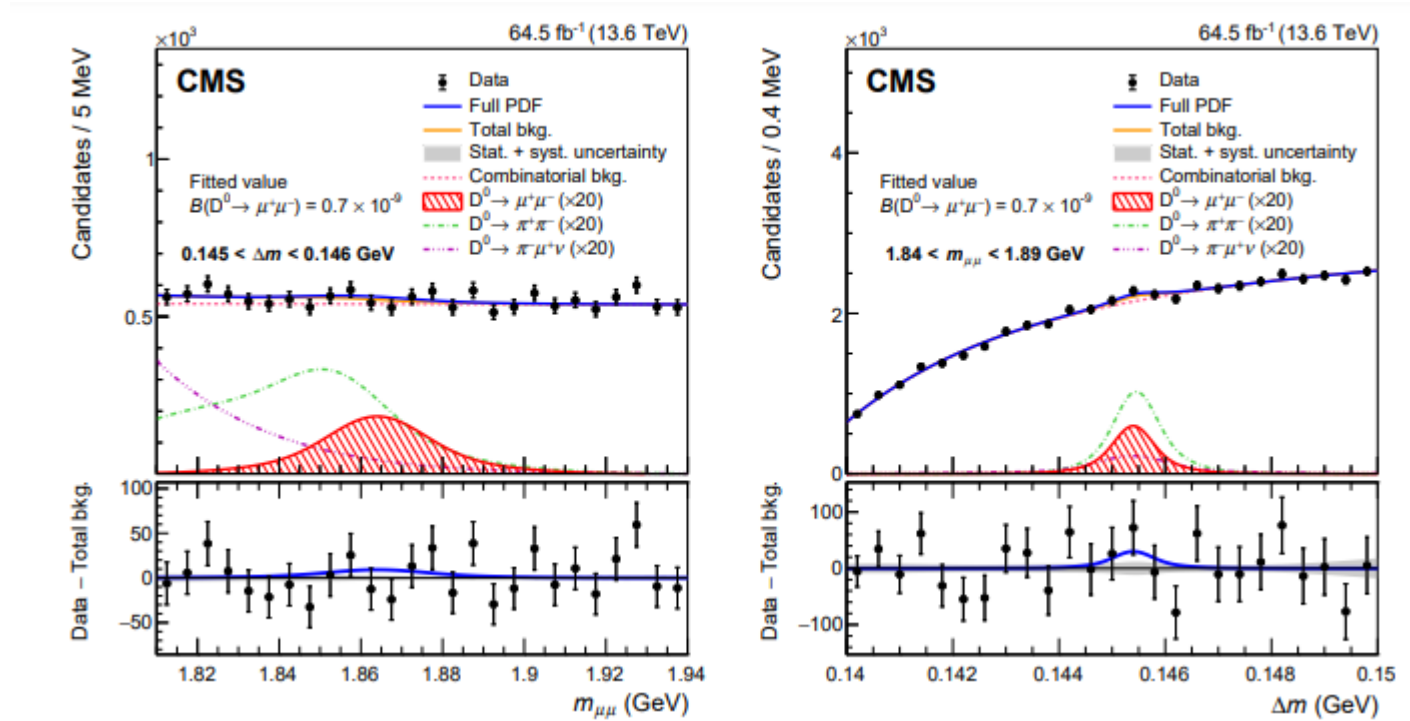 64.5 fb⁻¹ (13.6 TeV)
×10³
CMS
Data
Full PDF
Total bkg.
Stat. + syst. uncertainty
Combinatorial bkg.
D⁰→ μ⁺μ⁻ (×20)
D⁰→ π⁺π⁻ (×20)
D⁰→ π⁻μ⁺ν (×20)
Fitted value
B(D⁰→ μ⁺μ⁻) = 0.7 × 10⁻⁹
0.145 < Δm < 0.146 GeV
Candidates / 5 MeV
1
0.5
0
Data − Total bkg.
100
50
0
−50
1.82 1.84 1.86 1.88 1.9 1.92 1.94
m_μμ (GeV)
64.5 fb⁻¹ (13.6 TeV)
×10³
CMS
Data
Full PDF
Total bkg.
Stat. + syst. uncertainty
Combinatorial bkg.
D⁰→ μ⁺μ⁻ (×20)
D⁰→ π⁺π⁻ (×20)
D⁰→ π⁻μ⁺ν (×20)
Fitted value
B(D⁰→ μ⁺μ⁻) = 0.7 × 10⁻⁹
1.84 < m_μμ < 1.89 GeV
Candidates / 0.4 MeV
4
2
0
Data − Total bkg.
100
0
−100
0.14 0.142 0.144 0.146 0.148 0.15
Δm (GeV)